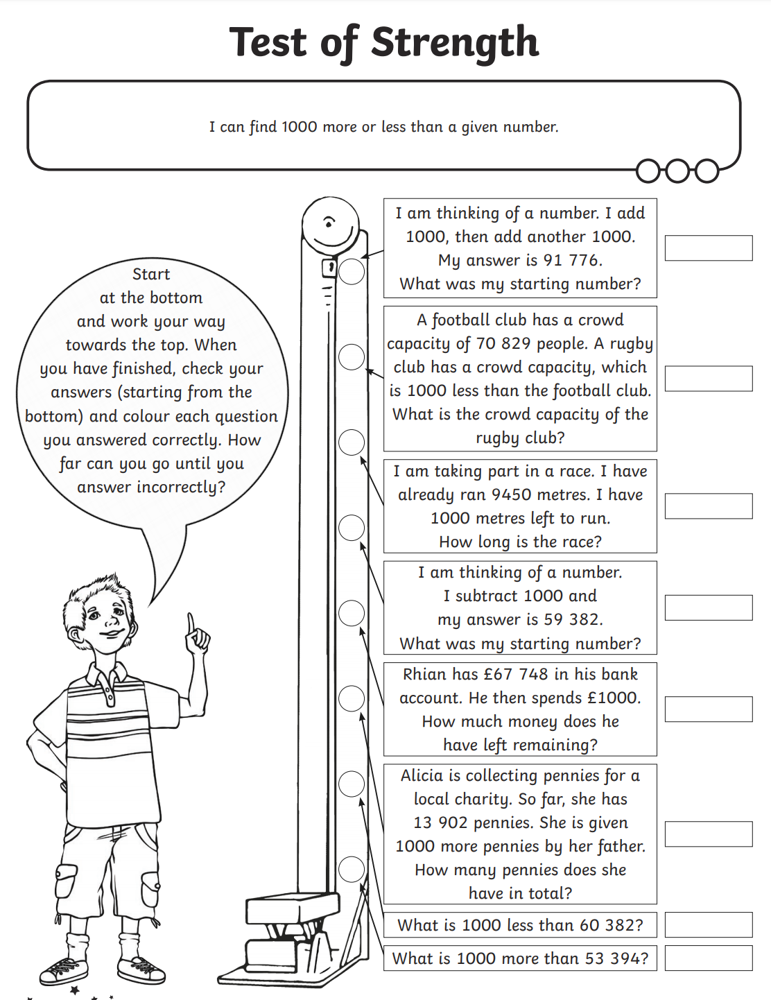 Test of Strength
I can find 1000 more or less than a given number.
Start
at the bottom
and work your way
towards the top. When
you have finished, check your
answers (starting from the
bottom) and colour each question
you answered correctly. How
far can you go until you
answer incorrectly?
I am thinking of a number. I add
1000, then add another 1000.
My answer is 91 776.
What was my starting number?
A football club has a crowd
capacity of 70 829 people. A rugby
club has a crowd capacity, which
is 1000 less than the football club.
What is the crowd capacity of the
rugby club?
I am taking part in a race. I have
already ran 9450 metres. I have
1000 metres left to run.
How long is the race?
I am thinking of a number.
I subtract 1000 and
my answer is 59 382.
What was my starting number?
Rhian has £67 748 in his bank
account. He then spends £1000.
How much money does he
have left remaining?
Alicia is collecting pennies for a
local charity. So far, she has
13 902 pennies. She is given
1000 more pennies by her father.
How many pennies does she
have in total?
What is 1000 less than 60 382?
What is 1000 more than 53 394?